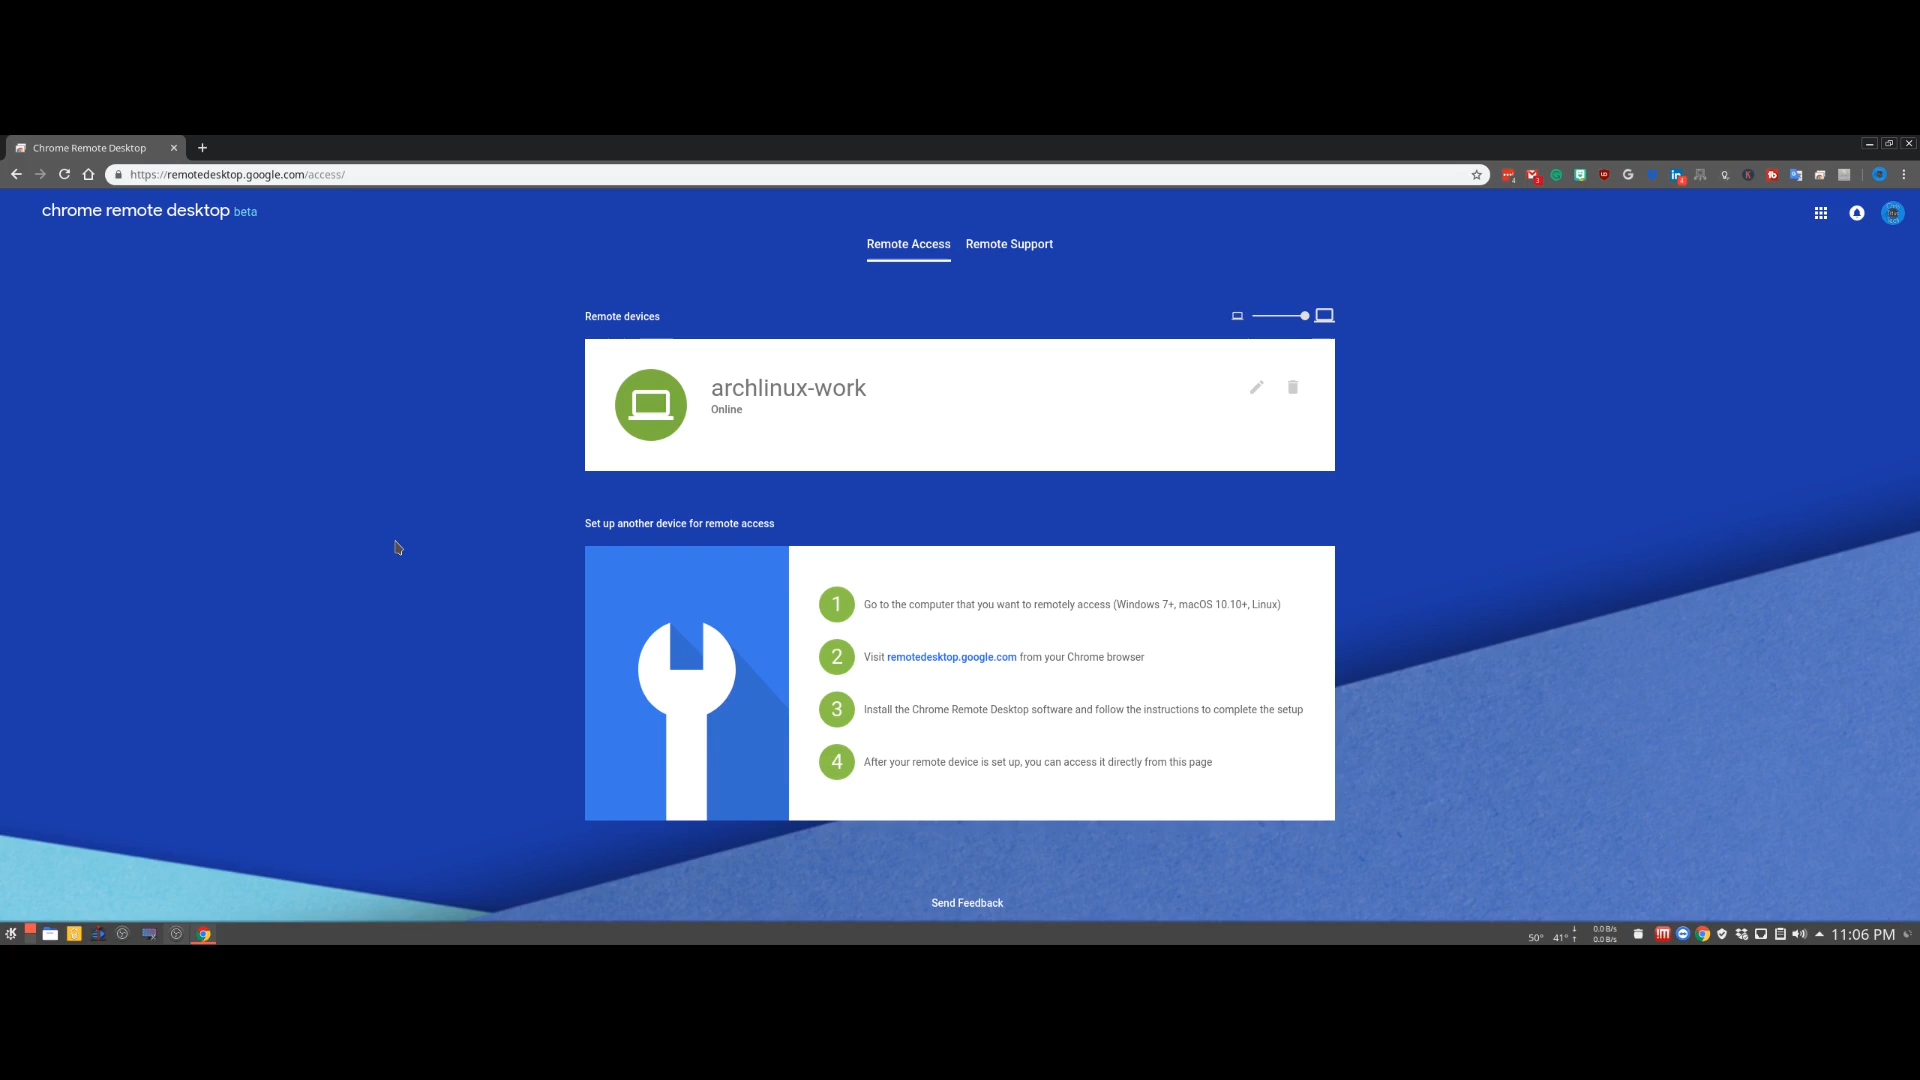 Chrome Remote Desktop
https://remotedesktop.google.com/access/
chrome remote desktop beta
Remote Access Remote Support
Remote devices
archlinux-work
Online
Set up another device for remote access
1 Go to the computer that you want to remotely access (Windows 7+, macOS 10.10+, Linux)
2 Visit remotedesktop.google.com from your Chrome browser
3 Install the Chrome Remote Desktop software and follow the instructions to complete the setup
4 After your remote device is set up, you can access it directly from this page
Send Feedback
50° 41° 0.0 B/s
0.0 B/s
11:06 PM